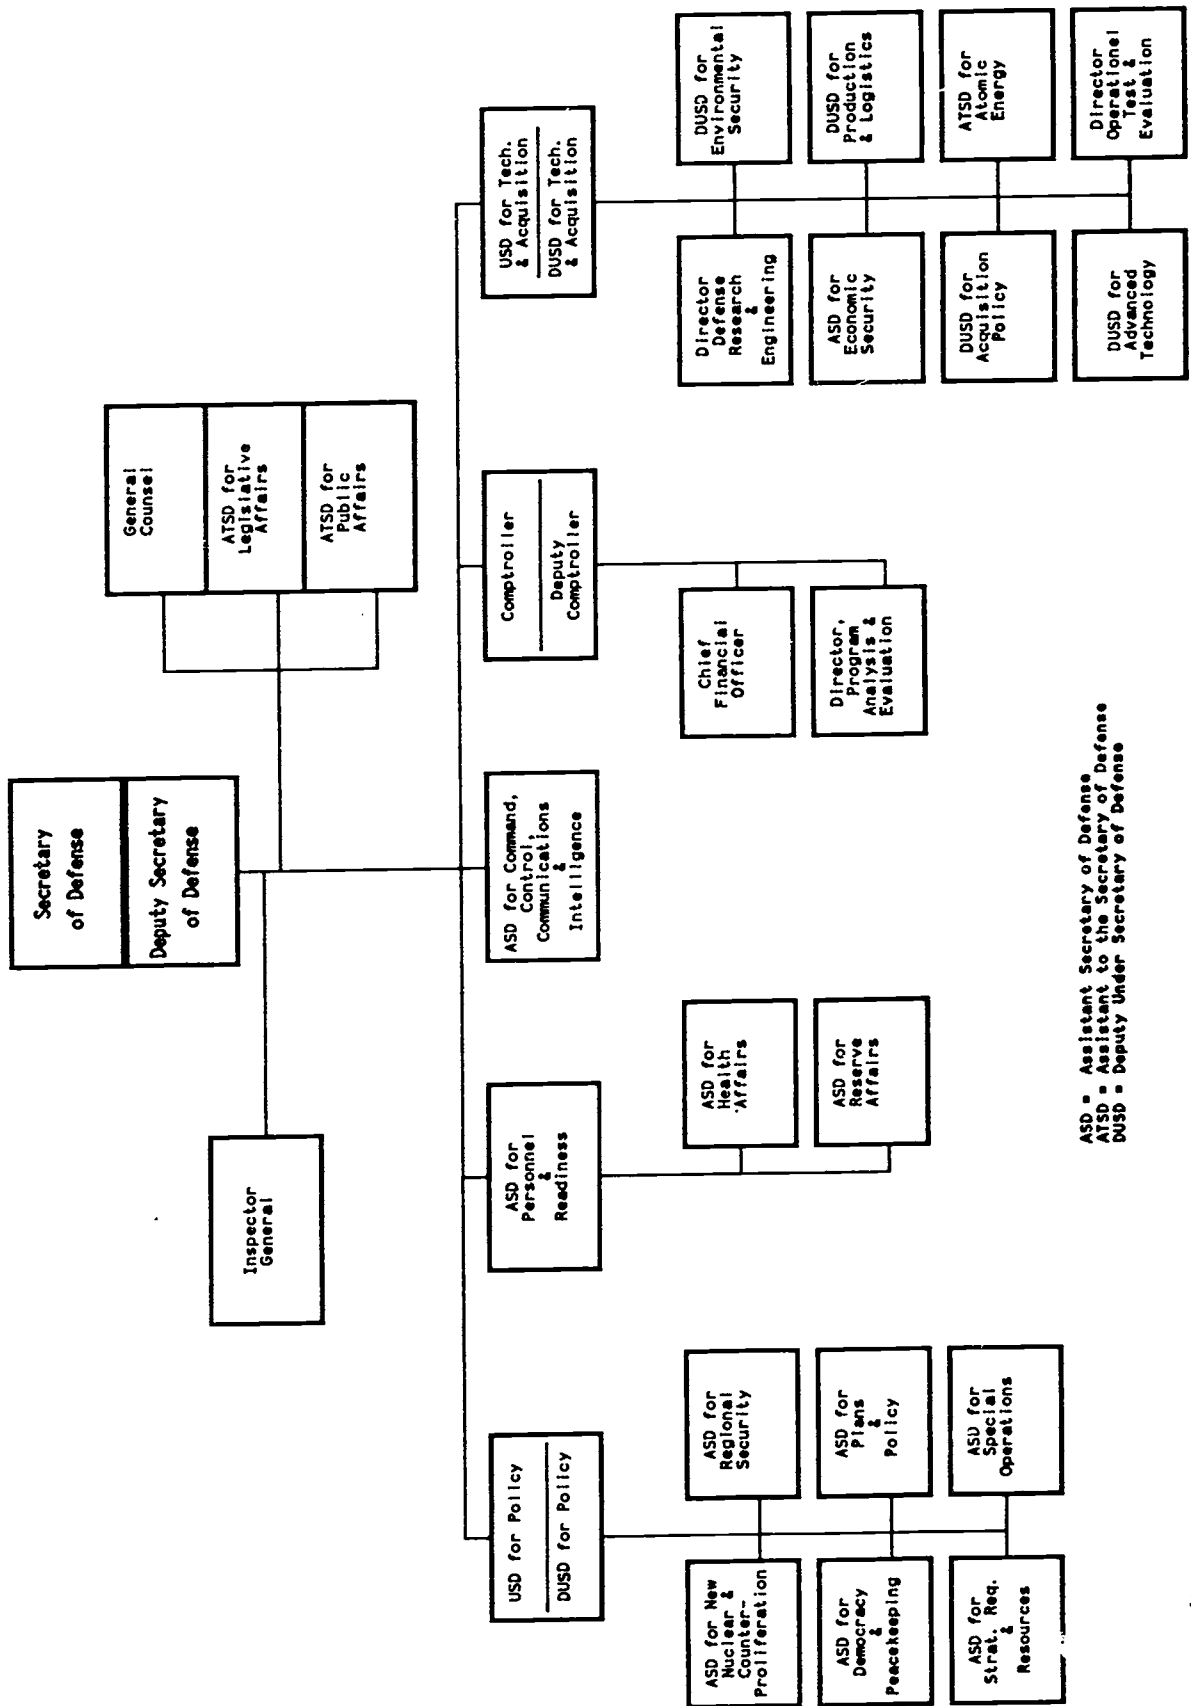 Secretary
of Defense
Deputy Secretary
of Defense
Inspector
General
General
Counsel
ATSD for
Legislative
Affairs
ATSD for
Public
Affairs
USD for Policy
DUSD for Policy
ASD for
Personnel
&
Readiness
ASD for Command,
Control,
Communications
&
Intelligence
Comptroller
Deputy
Comptroller
USD for Tech.
& Acquisition
DUSD for Tech.
& Acquisition
ASD for New
Nuclear &
Counter-
Proliferation
ASD for
Regional
Security
ASD for
Democracy
&
Peacekeeping
ASD for
Plans
&
Policy
ASD for
Strat. Req.
&
Resources
ASD for
Special
Operations
ASD for
Health
Affairs
ASD for
Reserve
Affairs
Chief
Financial
Officer
Director,
Program
Analysis &
Evaluation
Director
Defense
Research
&
Engineering
DUSD for
Environmental
Security
ASD for
Economic
Security
DUSD for
Production
& Logistics
DUSD for
Acquisition
Policy
ATSD for
Atomic
Energy
DUSD for
Advanced
Technology
Director
Operationel
Test &
Evaluation
ASD = Assistant Secretary of Defense
ATSD = Assistant to the Secretary of Defense
DUSD = Deputy Under Secretary of Defense